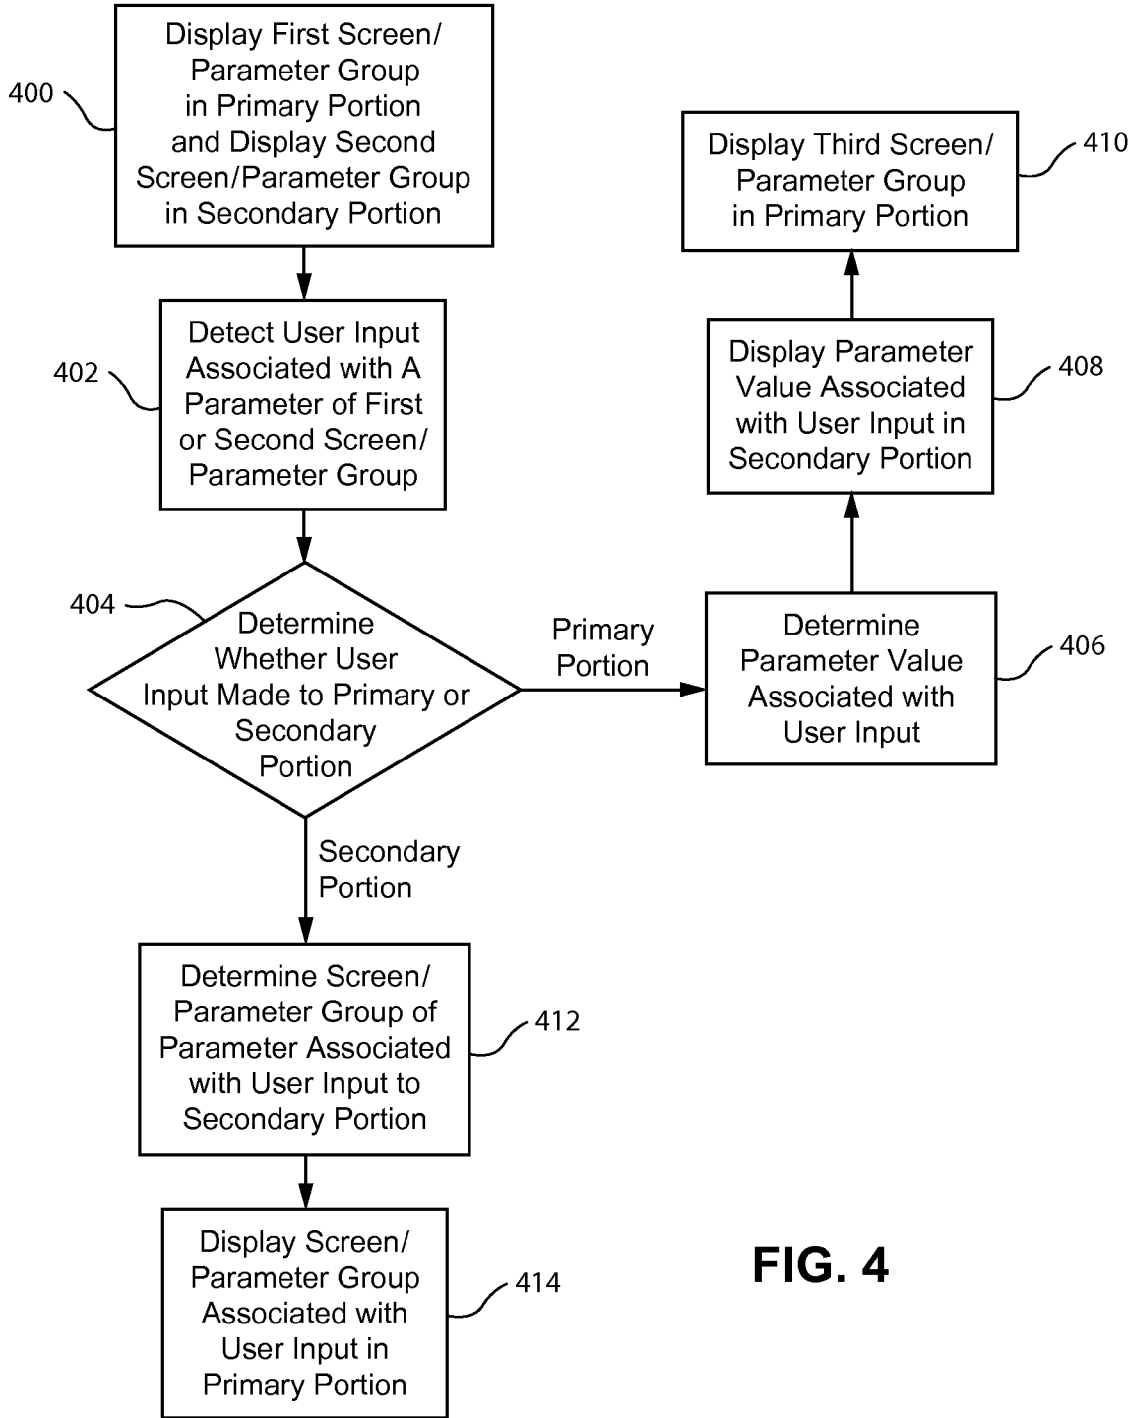 400
Display First Screen/
Parameter Group
in Primary Portion
and Display Second
Screen/Parameter Group
in Secondary Portion
402
Detect User Input
Associated with A
Parameter of First
or Second Screen/
Parameter Group
404
Determine
Whether User
Input Made to Primary or
Secondary
Portion
Primary
Portion
406
Determine
Parameter Value
Associated with
User Input
408
Display Parameter
Value Associated
with User Input in
Secondary Portion
410
Display Third Screen/
Parameter Group
in Primary Portion
Secondary
Portion
412
Determine Screen/
Parameter Group of
Parameter Associated
with User Input to
Secondary Portion
414
Display Screen/
Parameter Group
Associated with
User Input in
Primary Portion
FIG. 4